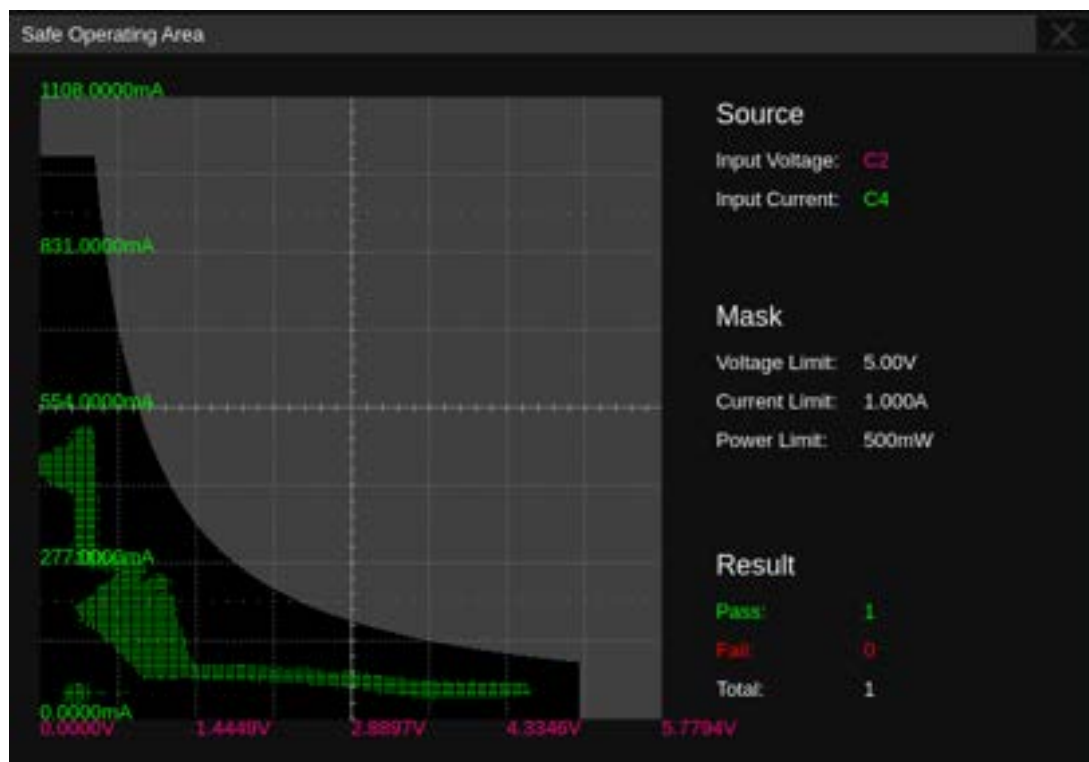 Safe Operating Area
1108.0000mA
831.0000mA
554.0000mA
277.0000mA
0.0000mA
0.0000V 1.4449V 2.8897V 4.3346V 5.7794V
Source
Input Voltage: C2
Input Current: C4
Mask
Voltage Limit: 5.00V
Current Limit: 1.000A
Power Limit: 500mW
Result
Pass: 1
Fail: 0
Total: 1